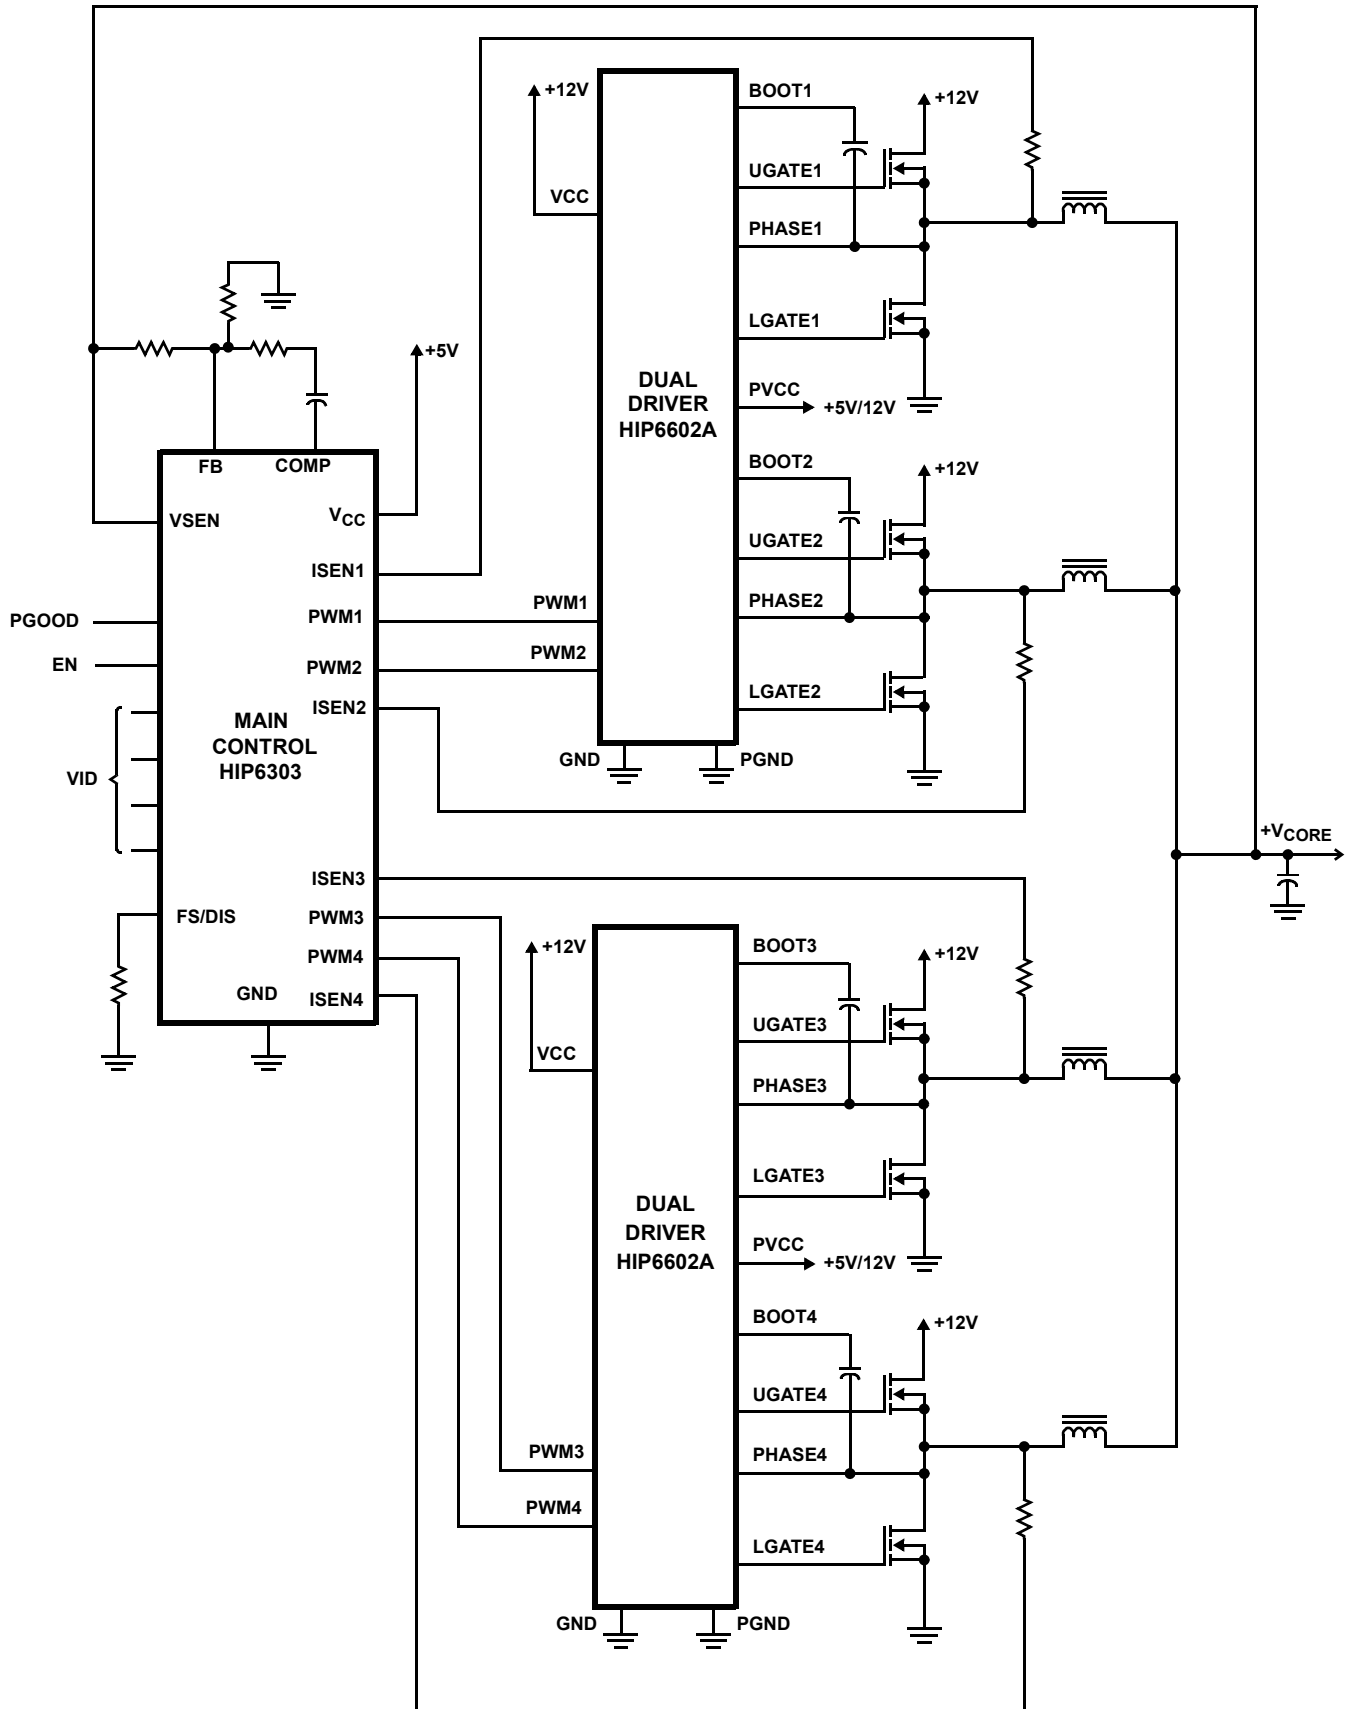 +12V
VCC
BOOT1
+12V
UGATE1
PHASE1
LGATE1
DUAL
DRIVER
HIP6602A
PVCC
+5V/12V
BOOT2
+12V
UGATE2
PHASE2
LGATE2
PWM1
PWM2
GND
PGND
+5V
FB
COMP
VSEN
VCC
ISEN1
PWM1
PWM2
ISEN2
PGOOD
EN
VID
MAIN
CONTROL
HIP6303
ISEN3
FS/DIS
PWM3
PWM4
GND
ISEN4
+VCORE
+12V
VCC
BOOT3
+12V
UGATE3
PHASE3
LGATE3
DUAL
DRIVER
HIP6602A
PVCC
+5V/12V
BOOT4
+12V
UGATE4
PHASE4
LGATE4
PWM3
PWM4
GND
PGND